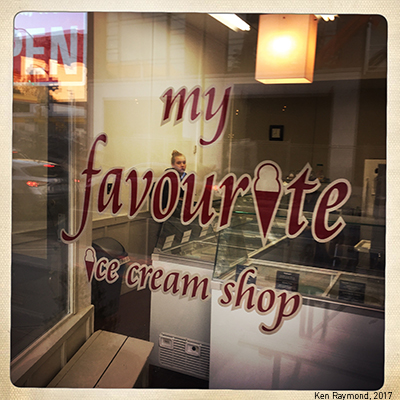 OPEN
my
favourite
ice cream shop
Ken Raymond, 2017